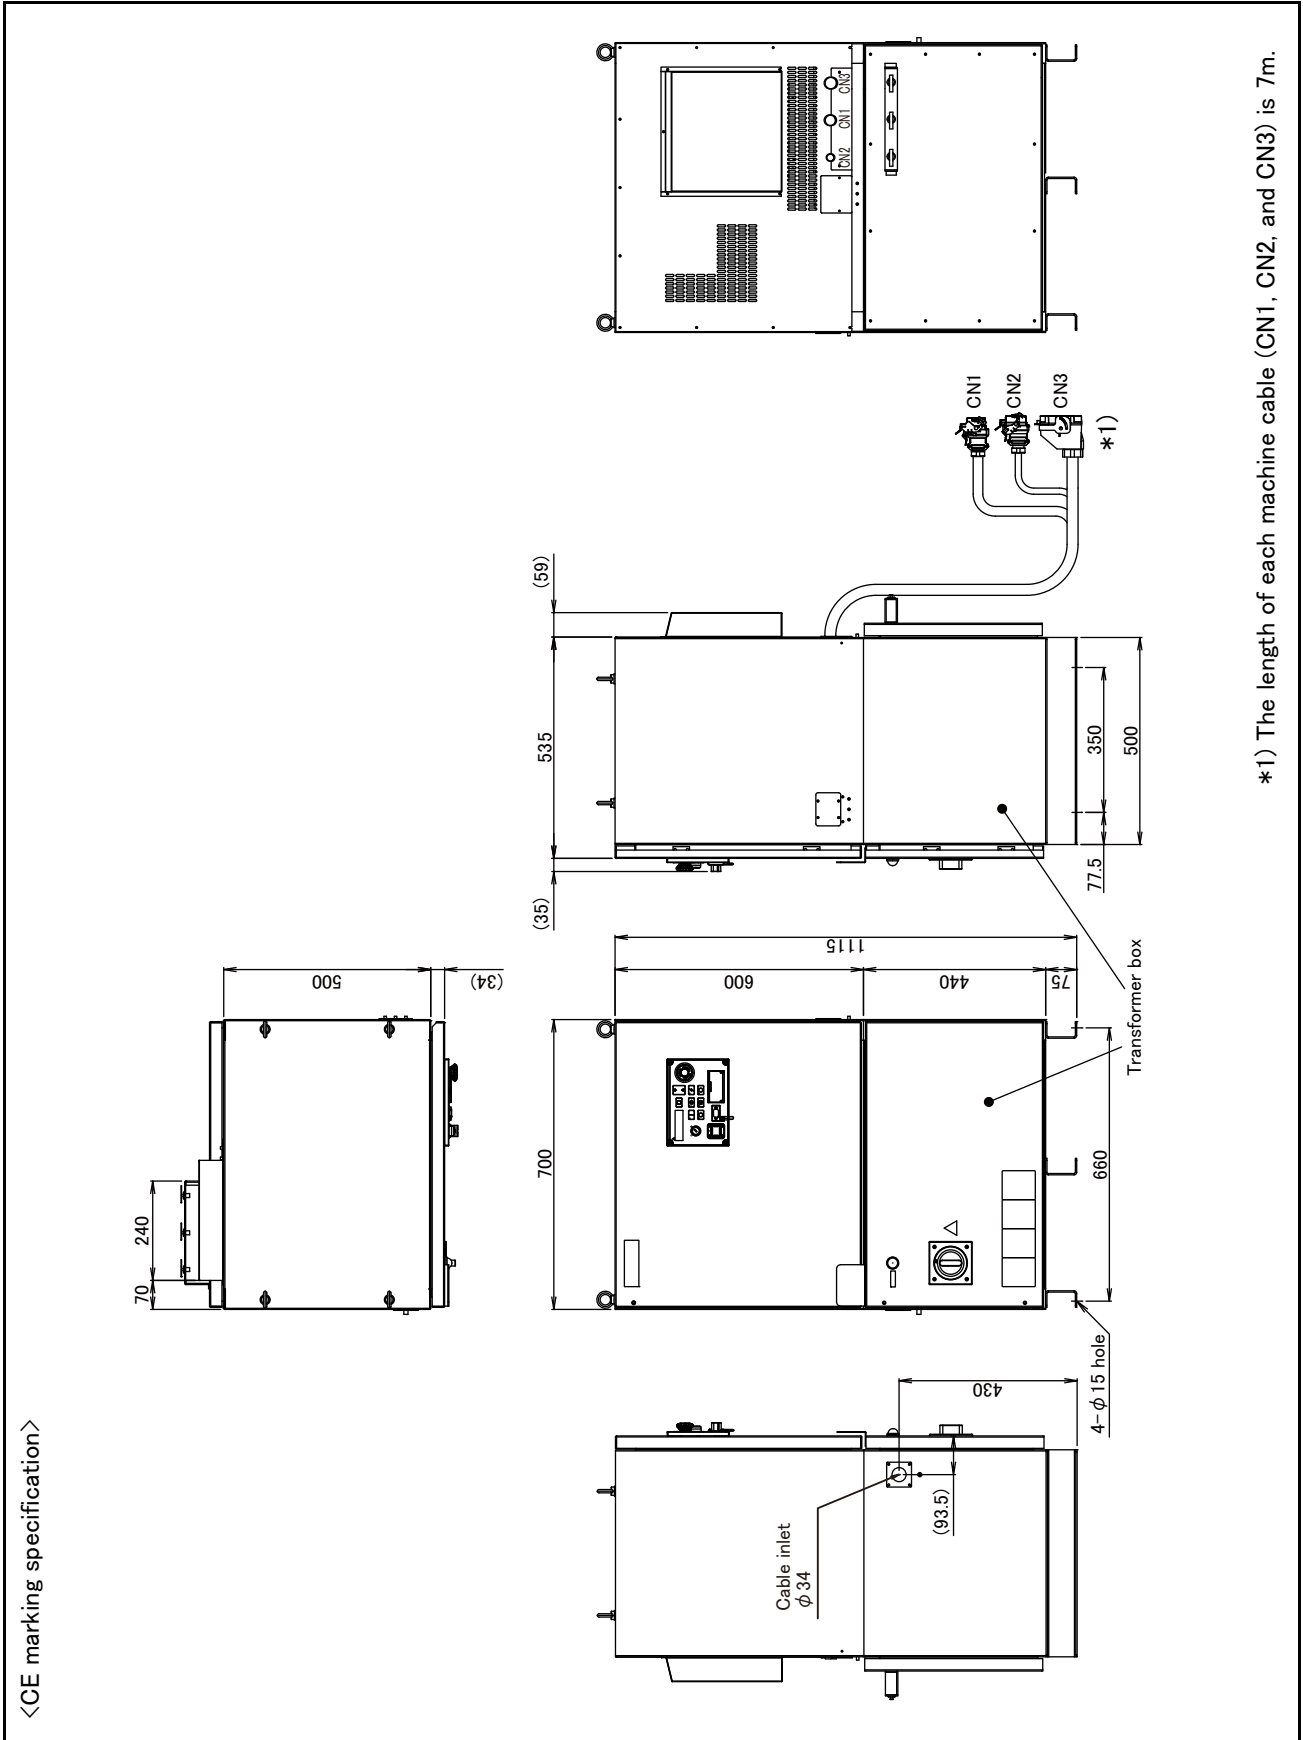 <CE marking specification>
70
240
500
(34)
Cable inlet
φ34
(93.5)
430
4-φ15 hole
700
600
440
75
1115
660
Transformer box
(35)
535
(59)
77.5
350
500
CN1
CN2
CN3
*1)
CN2
CN1
CN3
*1) The length of each machine cable (CN1, CN2, and CN3) is 7m.